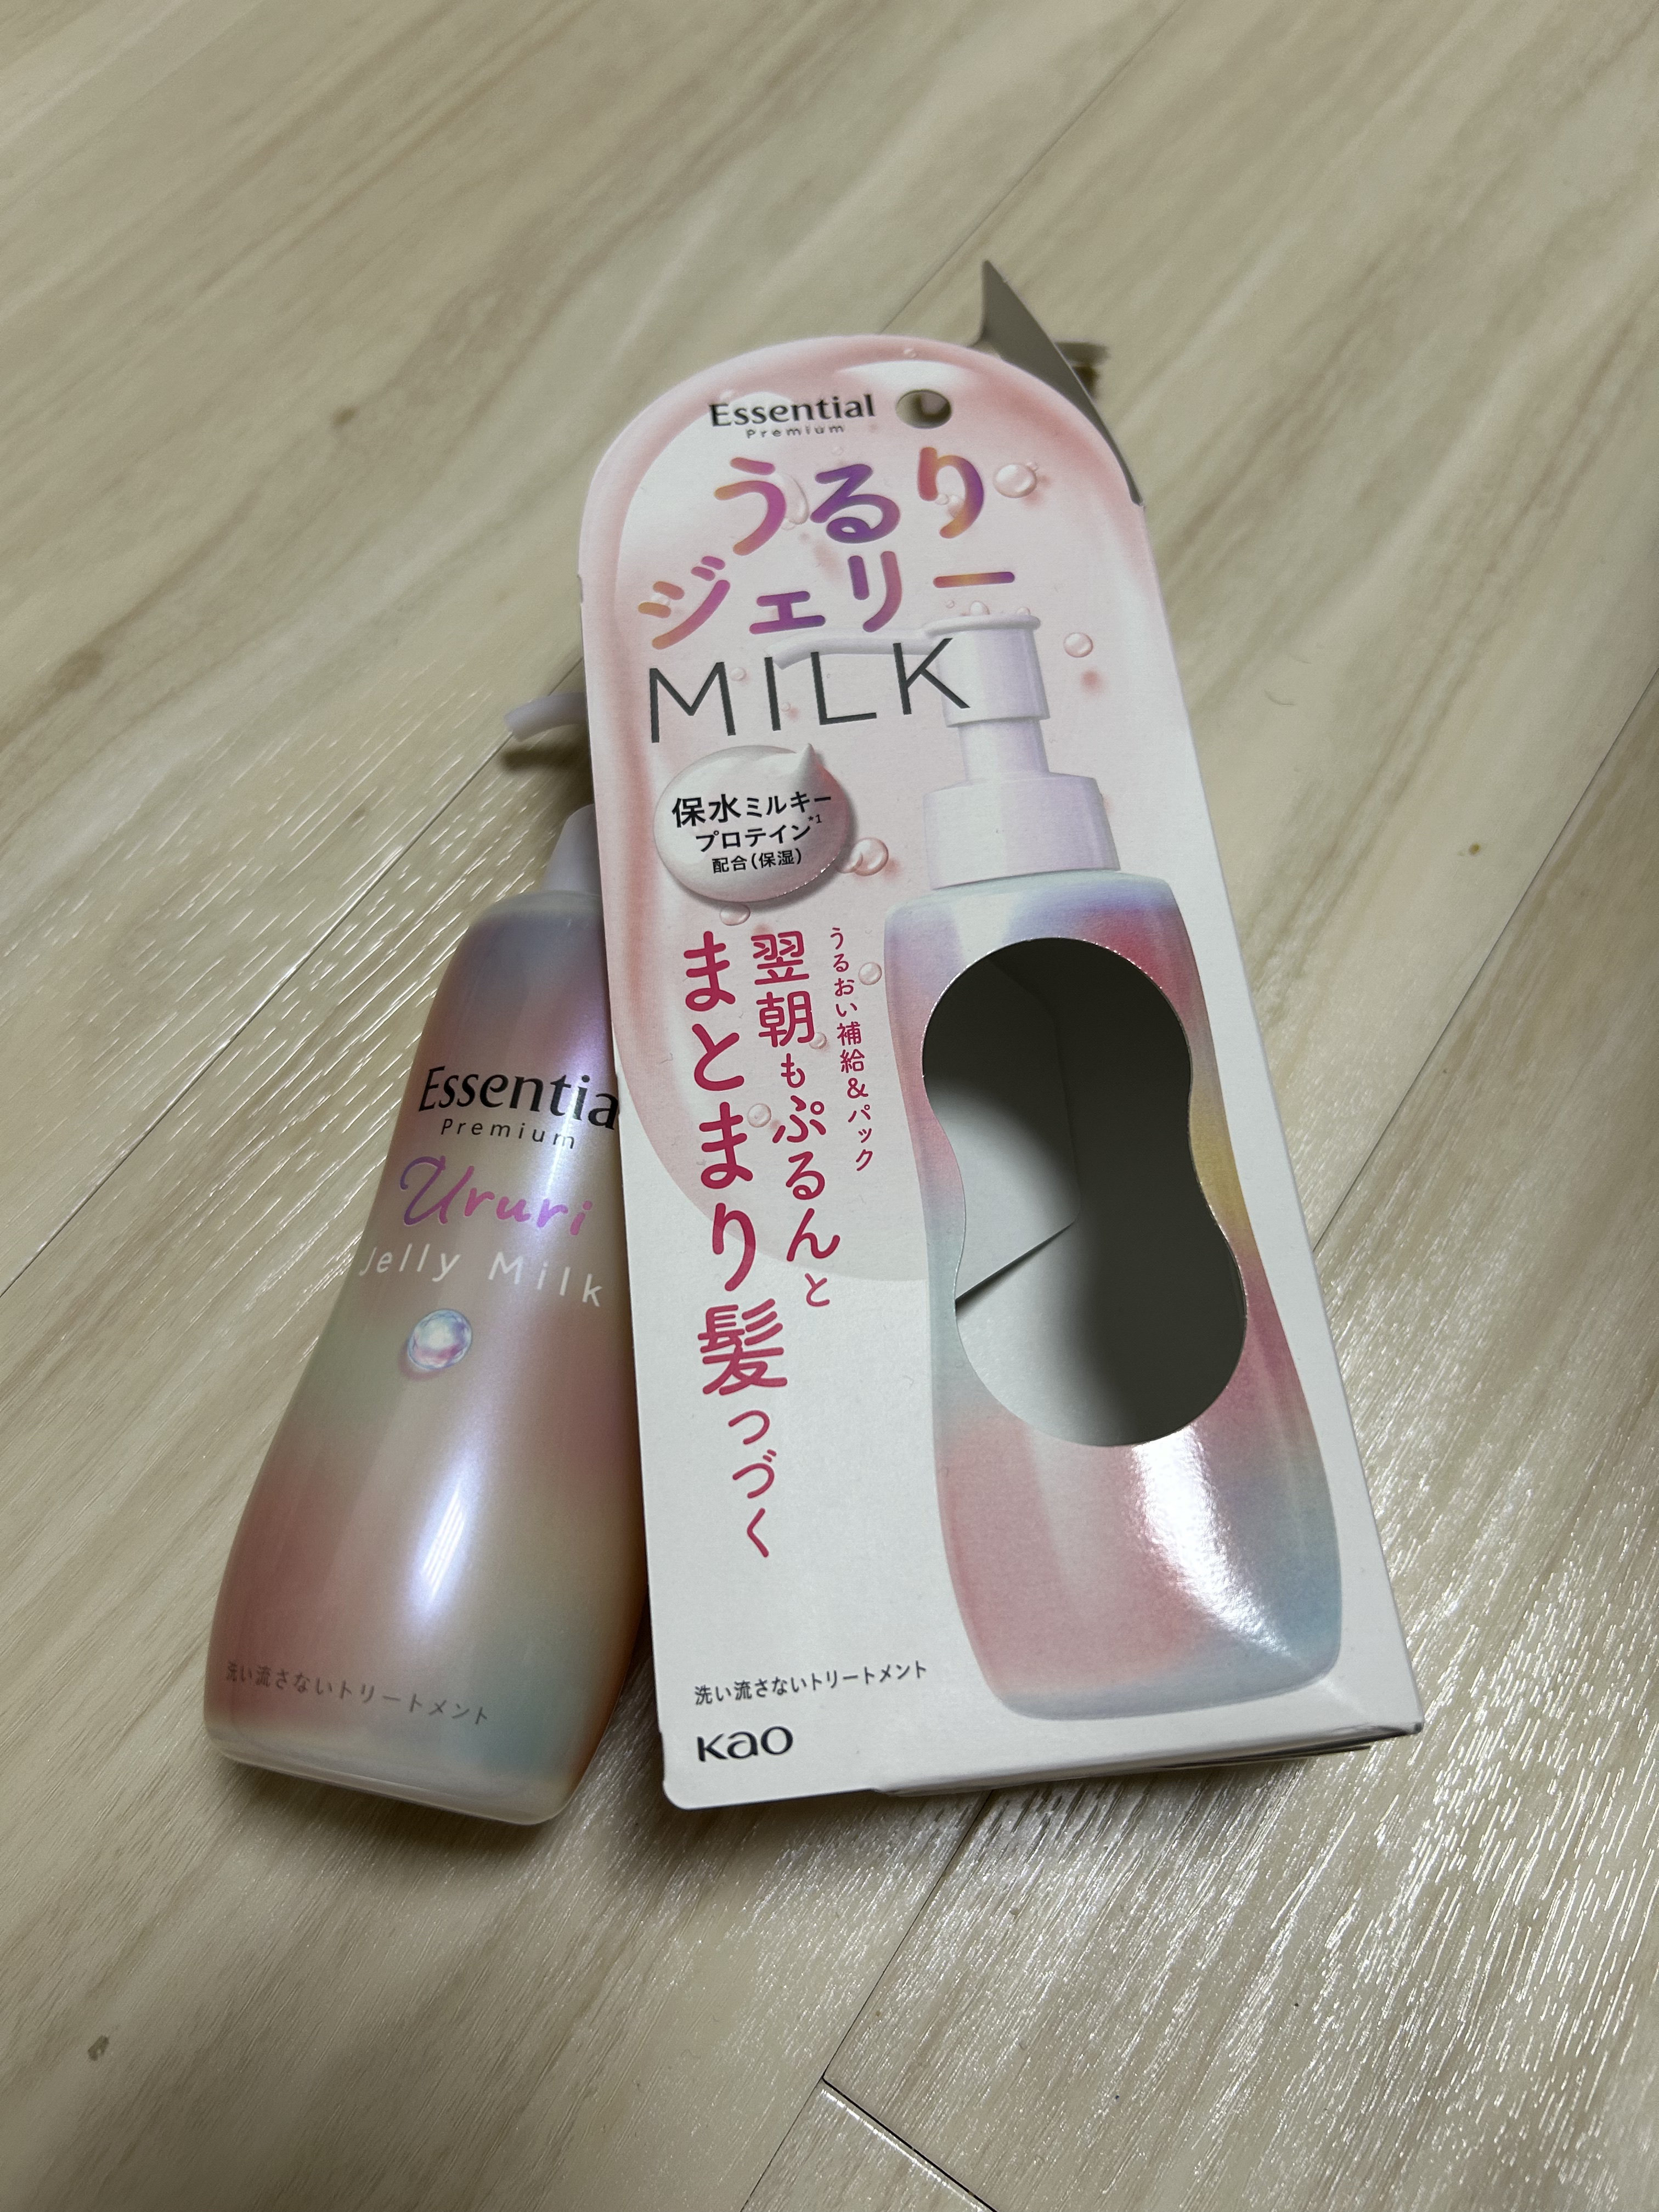 Essential
Premium
うるり
ジェリー
MILK
保水ミルキー
プロテイン*1
配合(保湿)
うるおい補給&パック
翌朝もぷるんと
まとまり髪つづく
洗い流さないトリートメント
Kao
Essentia
Premium
Ururi
Jelly Milk
洗い流さないトリートメント